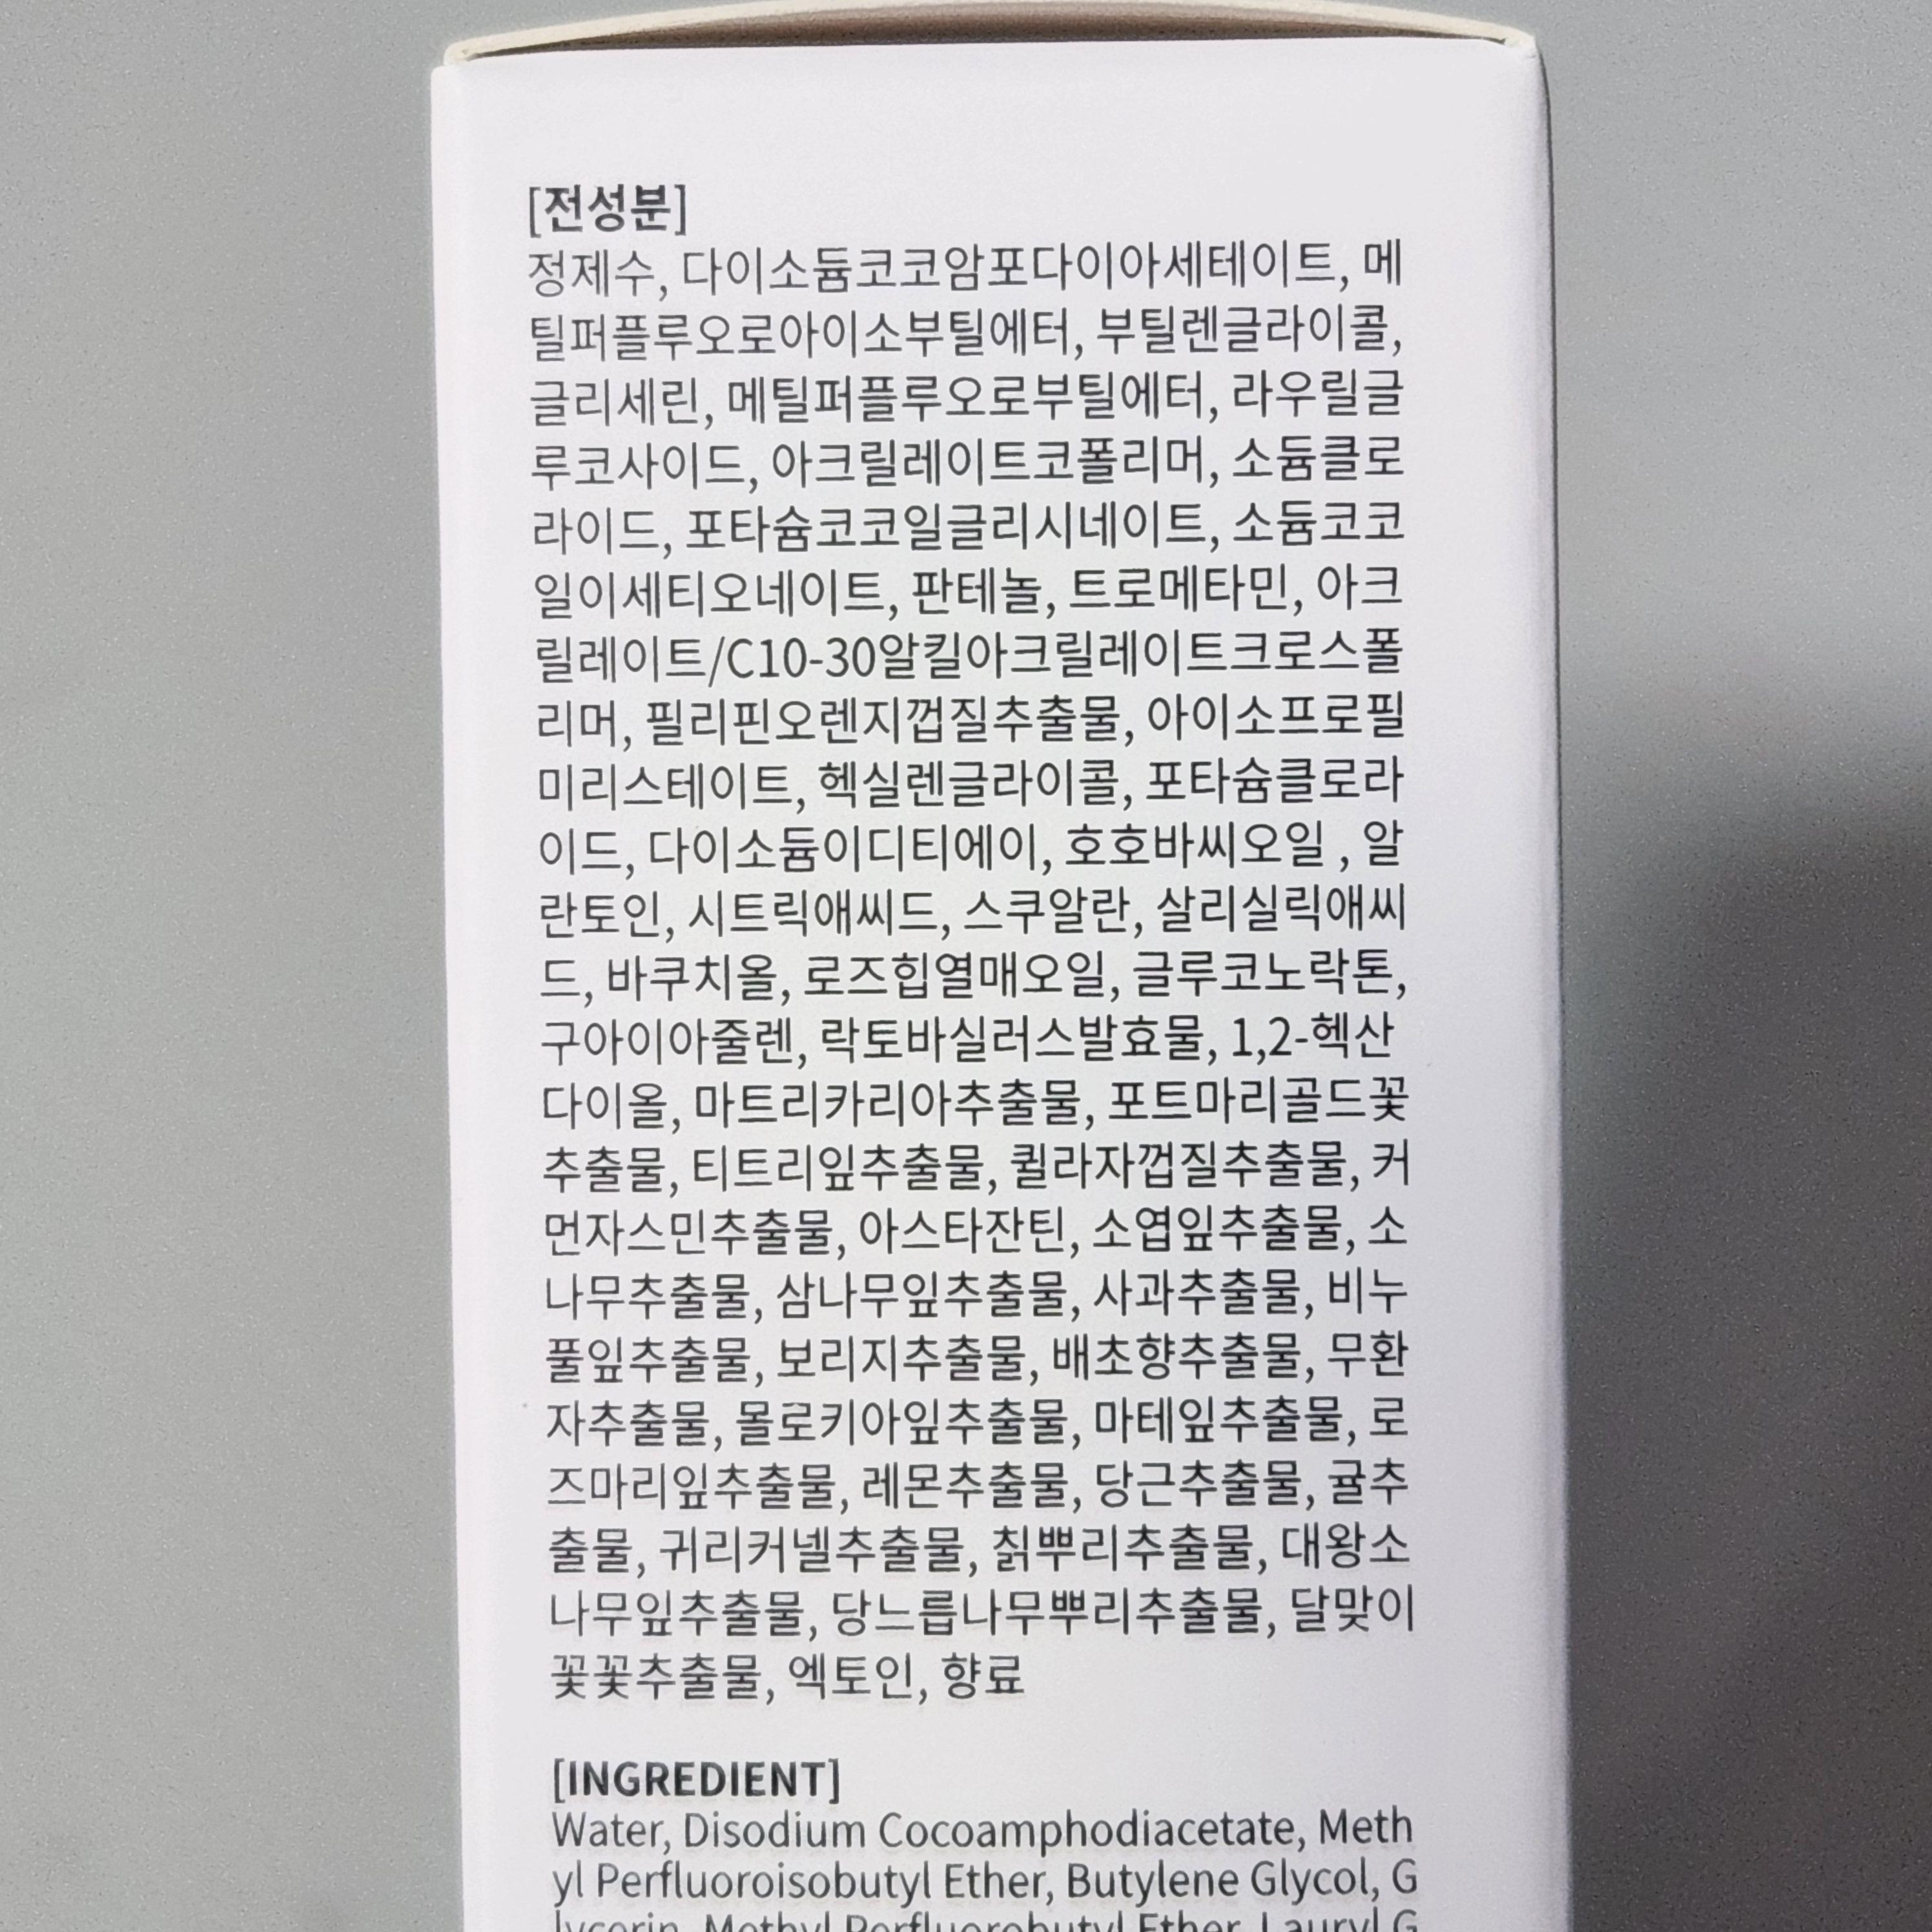 [전성분]
정제수, 다이소듐코코암포다이아세테이트, 메
틸퍼플루오로아이소부틸에터, 부틸렌글라이콜,
글리세린, 메틸퍼플루오로부틸에터, 라우릴글
루코사이드, 아크릴레이트코폴리머, 소듐클로
라이드, 포타슘코코일글리시네이트, 소듐코코
일이세티오네이트, 판테놀, 트로메타민, 아크
릴레이트/C10-30알킬아크릴레이트크로스폴
리머, 필리핀오렌지껍질추출물, 아이소프로필
미리스테이트, 헥실렌글라이콜, 포타슘클로라
이드, 다이소듐이디티에이, 호호바씨오일 , 알
란토인, 시트릭애씨드, 스쿠알란, 살리실릭애씨
드, 바쿠치올, 로즈힙열매오일, 글루코노락톤,
구아이아줄렌, 락토바실러스발효물, 1,2-헥산
다이올, 마트리카리아추출물, 포트마리골드꽃
추출물, 티트리잎추출물, 퀼라자껍질추출물, 커
먼자스민추출물, 아스타잔틴, 소엽잎추출물, 소
나무추출물, 삼나무잎추출물, 사과추출물, 비누
풀잎추출물, 보리지추출물, 배초향추출물, 무환
자추출물, 몰로키아잎추출물, 마테잎추출물, 로
즈마리잎추출물, 레몬추출물, 당근추출물, 귤추
출물, 귀리커넬추출물, 칡뿌리추출물, 대왕소
나무잎추출물, 당느릅나무뿌리추출물, 달맞이
꽃꽃추출물, 엑토인, 향료
[INGREDIENT]
Water, Disodium Cocoamphodiacetate, Meth
yl Perfluoroisobutyl Ether, Butylene Glycol, G
lycerin, Methyl Perfluorobutyl Ether, Lauryl G